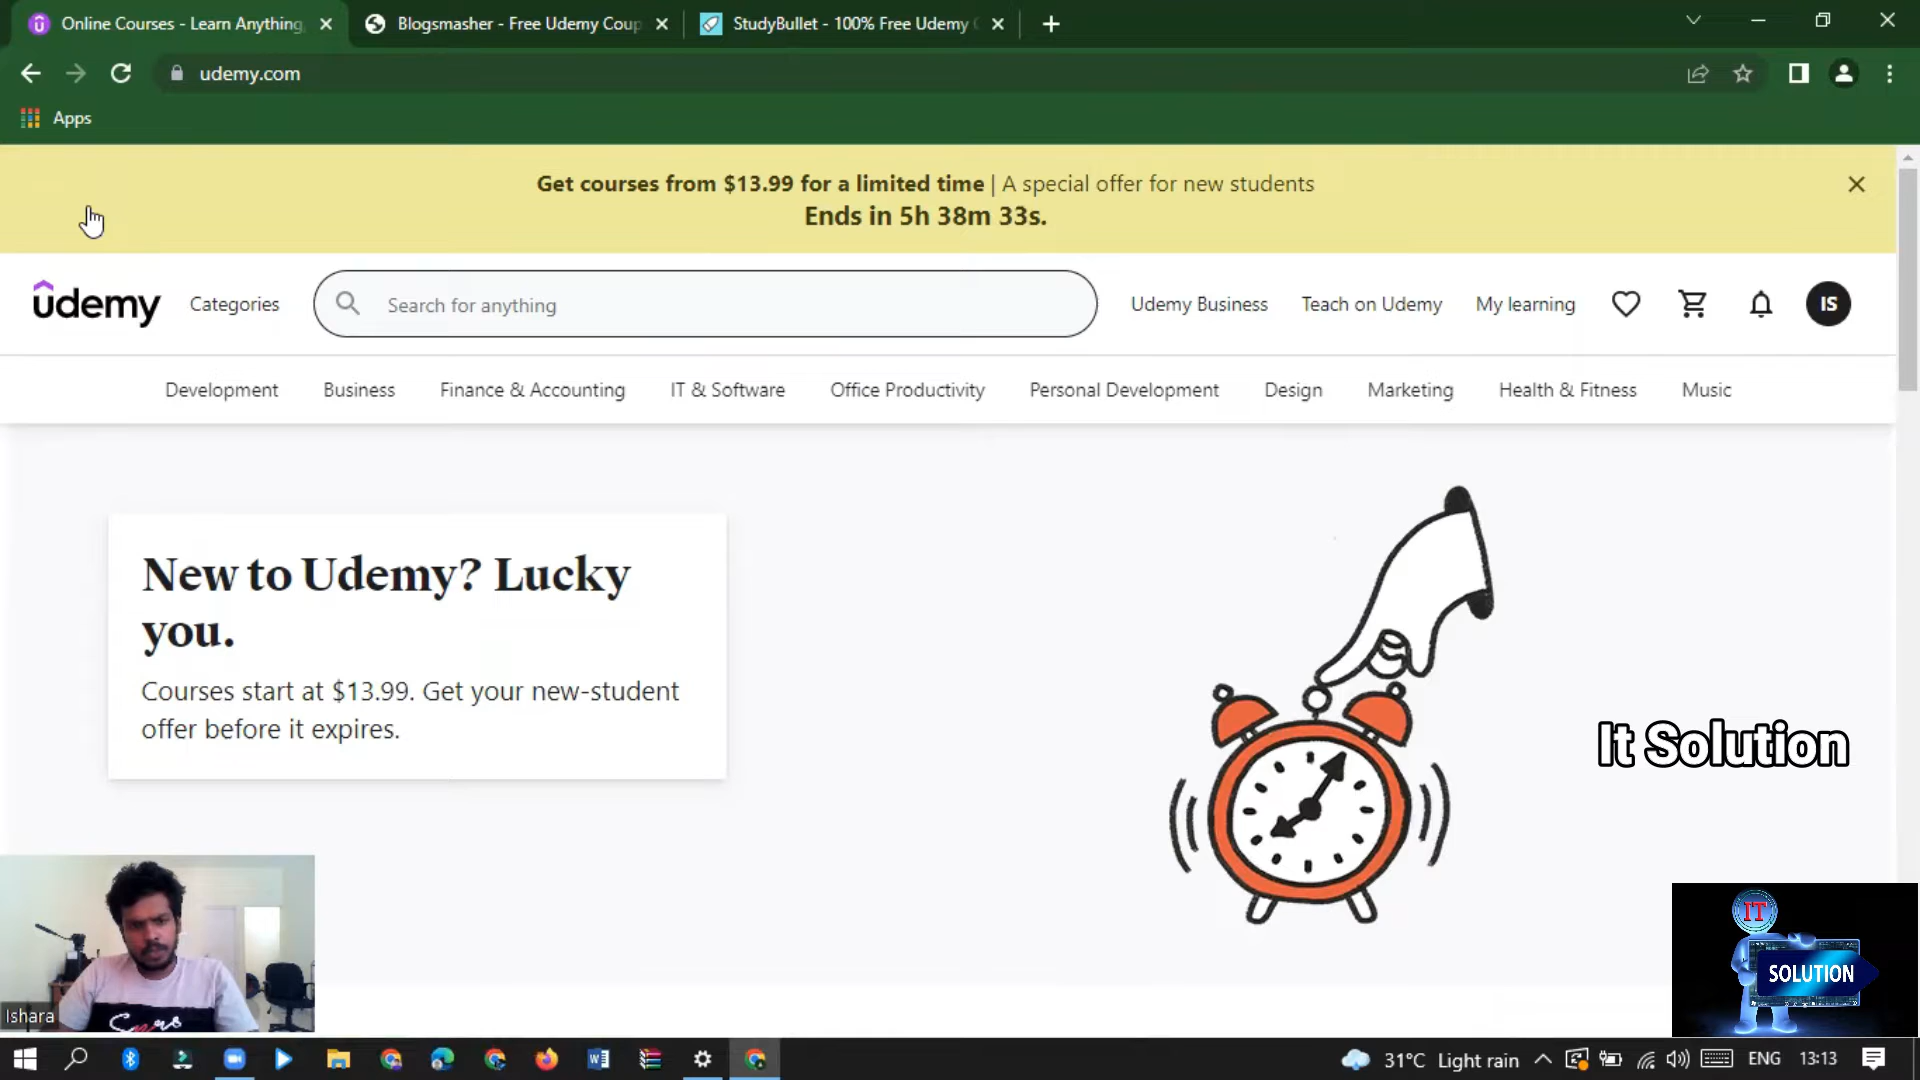 Online Courses - Learn Anything,
Blogsmasher - Free Udemy Coup
StudyBullet - 100% Free Udemy
udemy.com
Apps
Get courses from $13.99 for a limited time | A special offer for new students
Ends in 5h 38m 33s.
udemy
Categories
Search for anything
Udemy Business
Teach on Udemy
My learning
IS
Development
Business
Finance & Accounting
IT & Software
Office Productivity
Personal Development
Design
Marketing
Health & Fitness
Music
New to Udemy? Lucky
you.
Courses start at $13.99. Get your new-student
offer before it expires.
It Solution
IT
SOLUTION
Ishara
31°C Light rain
ENG
13:13